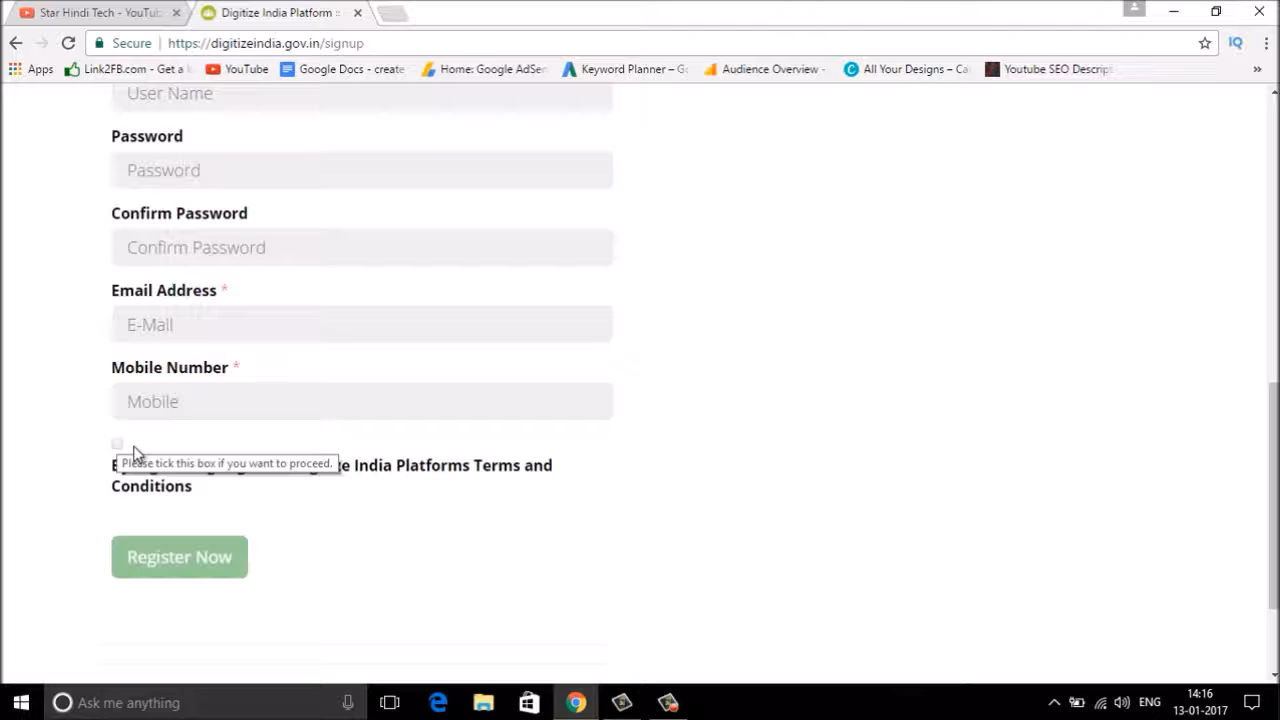 Star Hindi Tech - YouTu
Digitize India Platform ::
Secure
https://digitizeindia.gov.in/signup
IQ
Apps
Link2FB.com - Get a l
YouTube
Google Docs - create
Home: Google AdSen
Keyword Planner – Go
Audience Overview -
All Your Designs – Ca
Youtube SEO Descript
»
User Name
Password
Password
Confirm Password
Confirm Password
Email Address *
E-Mail
Mobile Number *
Mobile
Please tick this box if you want to proceed.
India Platforms Terms and
Conditions
Register Now
Ask me anything
ENG
14:16
13-01-2017